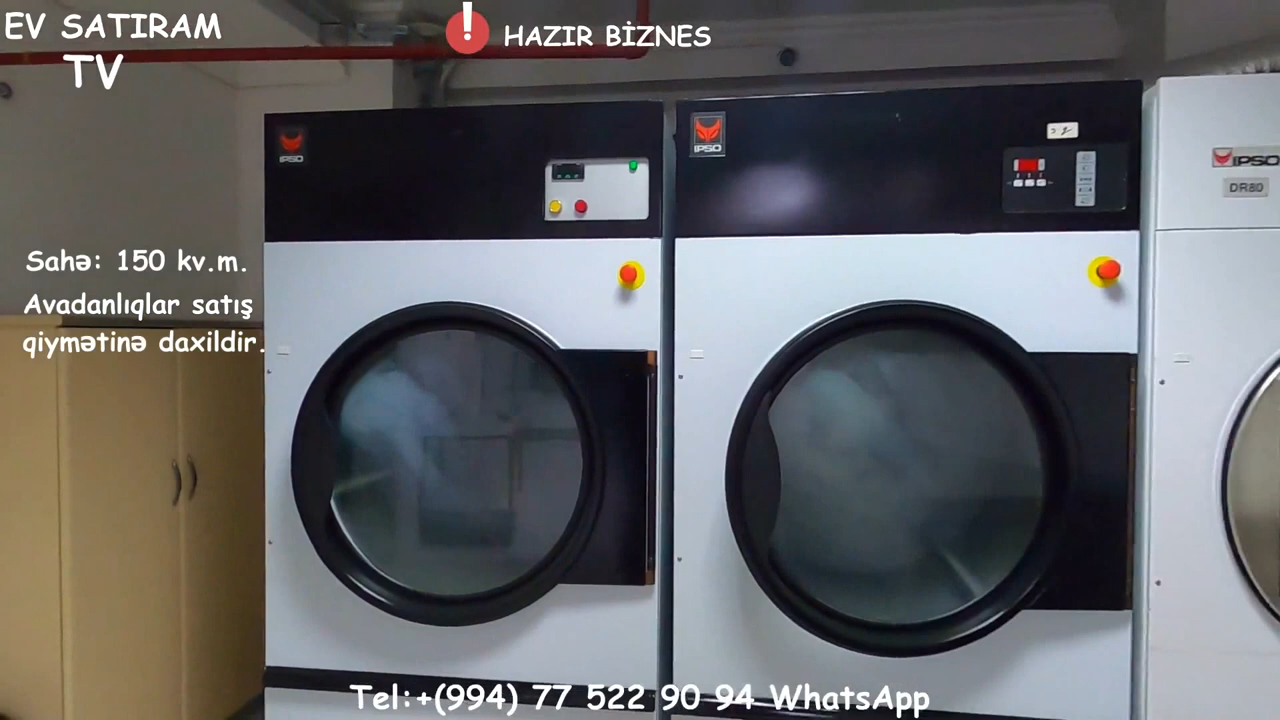 EV SATIRAM
TV
! HAZIR BİZNES
IPSO
IPSO
IPSO
DR80
Sahə: 150 kv.m.
Avadanlıqlar satış
qiymətinə daxildir.
Tel:+(994) 77 522 90 94 WhatsApp